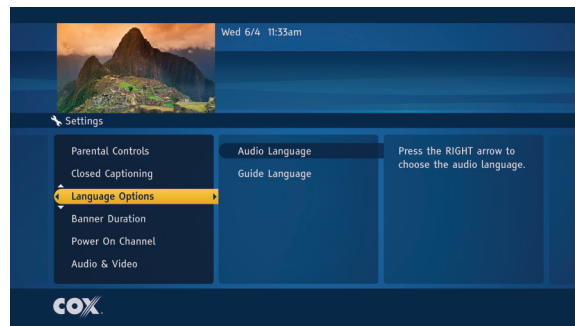 Wed 6/4 11:33am
Settings
Parental Controls
Closed Captioning
Language Options
Banner Duration
Power On Channel
Audio & Video
Audio Language
Guide Language
Press the RIGHT arrow to
choose the audio language.
COX.